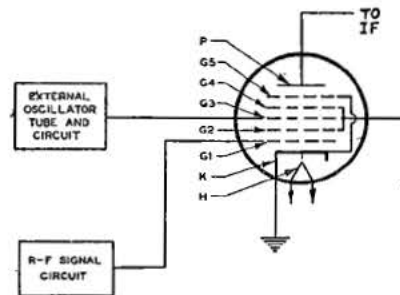 TO
IF
P
G5
G4
G3
G2
G1
K
H
EXTERNAL
OSCILLATOR
TUBE AND
CIRCUIT
R-F SIGNAL
CIRCUIT